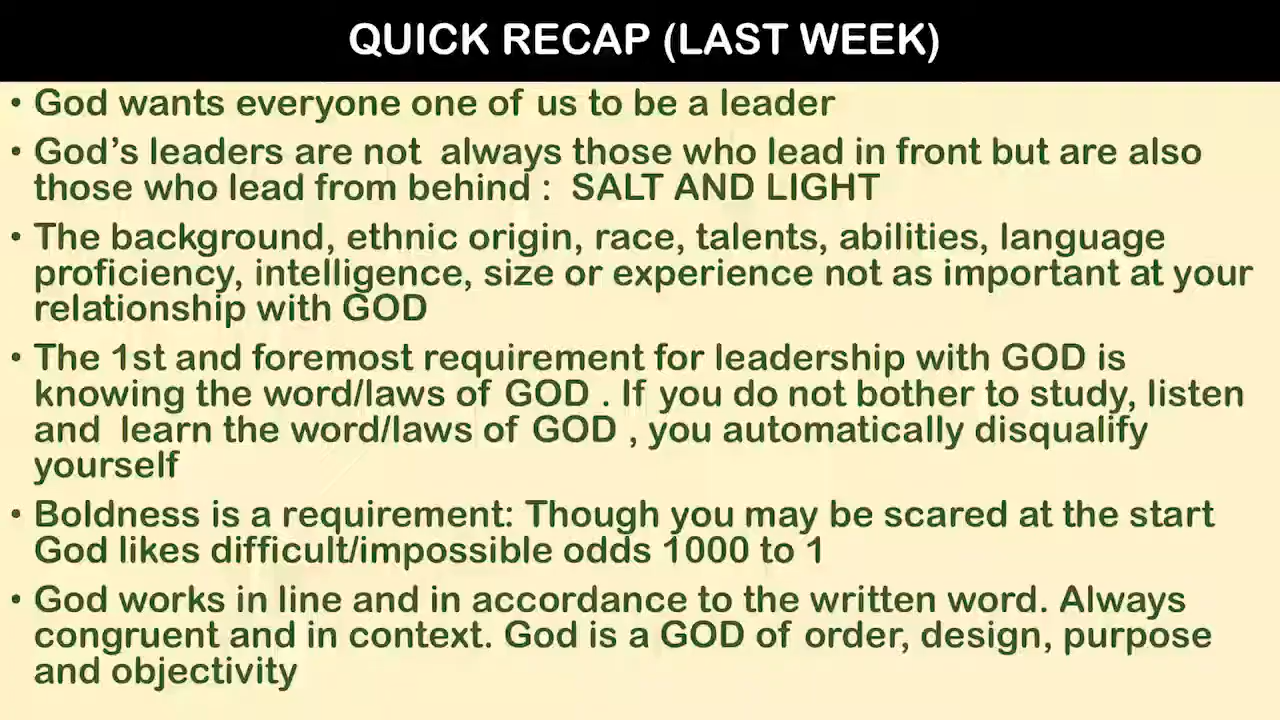 QUICK RECAP (LAST WEEK)
• God wants everyone one of us to be a leader
• God's leaders are not always those who lead in front but are also
those who lead from behind : SALT AND LIGHT
• The background, ethnic origin, race, talents, abilities, language
proficiency, intelligence, size or experience not as important at your
relationship with GOD
• The 1st and foremost requirement for leadership with GOD is
knowing the word/laws of GOD . If you do not bother to study, listen
and learn the word/laws of GOD , you automatically disqualify
yourself
• Boldness is a requirement: Though you may be scared at the start
God likes difficult/impossible odds 1000 to 1
• God works in line and in accordance to the written word. Always
congruent and in context. God is a GOD of order, design, purpose
and objectivity